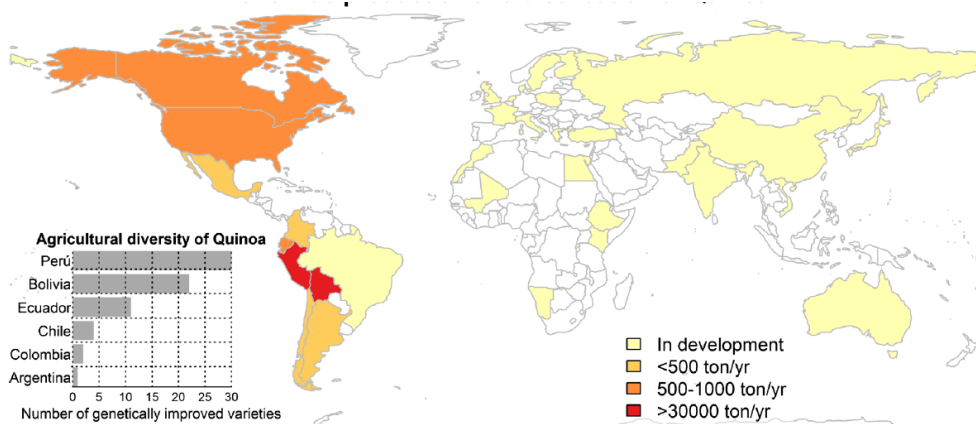 Agricultural diversity of Quinoa
Perú
Bolivia
Ecuador
Chile
Colombia
Argentina
0 5 10 15 20 25 30
Number of genetically improved varieties
In development
<500 ton/yr
500-1000 ton/yr
>30000 ton/yr